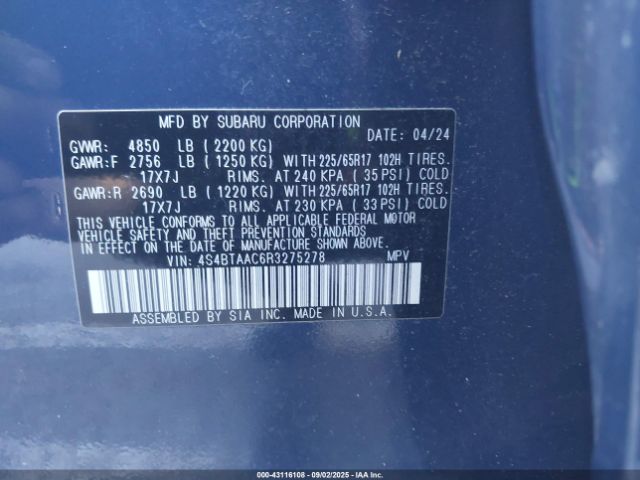 MFD BY SUBARU CORPORATION
DATE: 04/24
GVWR: 4850 LB ( 2200 KG)
GAWR:F 2756 LB ( 1250 KG) WITH 225/65R17 102H TIRES.
17X7J RIMS. AT 240 KPA ( 35 PSI) COLD
GAWR:R 2690 LB ( 1220 KG) WITH 225/65R17 102H TIRES.
17X7J RIMS. AT 230 KPA ( 33 PSI) COLD
THIS VEHICLE CONFORMS TO ALL APPLICABLE FEDERAL MOTOR
VEHICLE SAFETY AND THEFT PREVENTION STANDARDS
IN EFFECT ON THE DATE OF MANUFACTURE SHOWN ABOVE.
VIN: 4S4BTAAC6R3275278 MPV
ASSEMBLED BY SIA INC. MADE IN U.S.A.
000-43116108 - 09/02/2025 - IAAI.COM